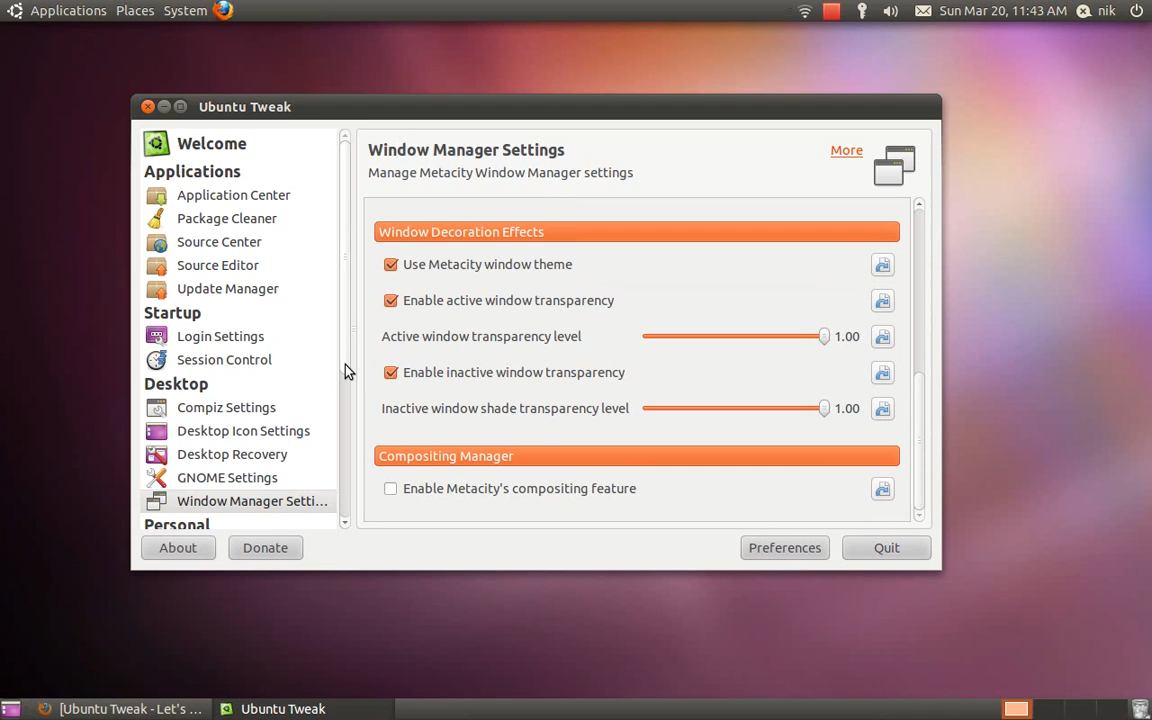 Applications Places System
Sun Mar 20, 11:43 AM nik
Ubuntu Tweak
Welcome
Applications
Application Center
Package Cleaner
Source Center
Source Editor
Update Manager
Startup
Login Settings
Session Control
Desktop
Compiz Settings
Desktop Icon Settings
Desktop Recovery
GNOME Settings
Window Manager Setti...
Personal
Window Manager Settings
More
Manage Metacity Window Manager settings
Window Decoration Effects
Use Metacity window theme
Enable active window transparency
Active window transparency level 1.00
Enable inactive window transparency
Inactive window shade transparency level 1.00
Compositing Manager
Enable Metacity's compositing feature
About Donate Preferences Quit
[Ubuntu Tweak - Let's ... Ubuntu Tweak